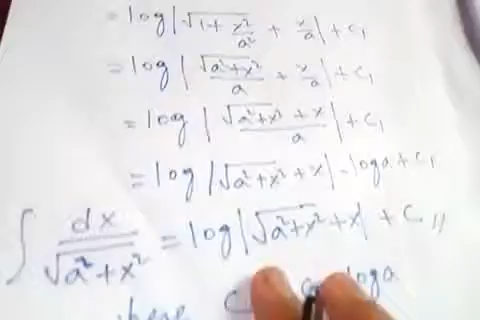 = log |√1 + x²/a² + x/a| + c₁
= log | √a²+x²/a + x/a | + c₁
= log | √a²+x² + x/a | + c₁
= log |√a²+x² + x| - log a + c₁
∫ dx/√a²+x² = log|√a²+x² + x| + c //
where C log a